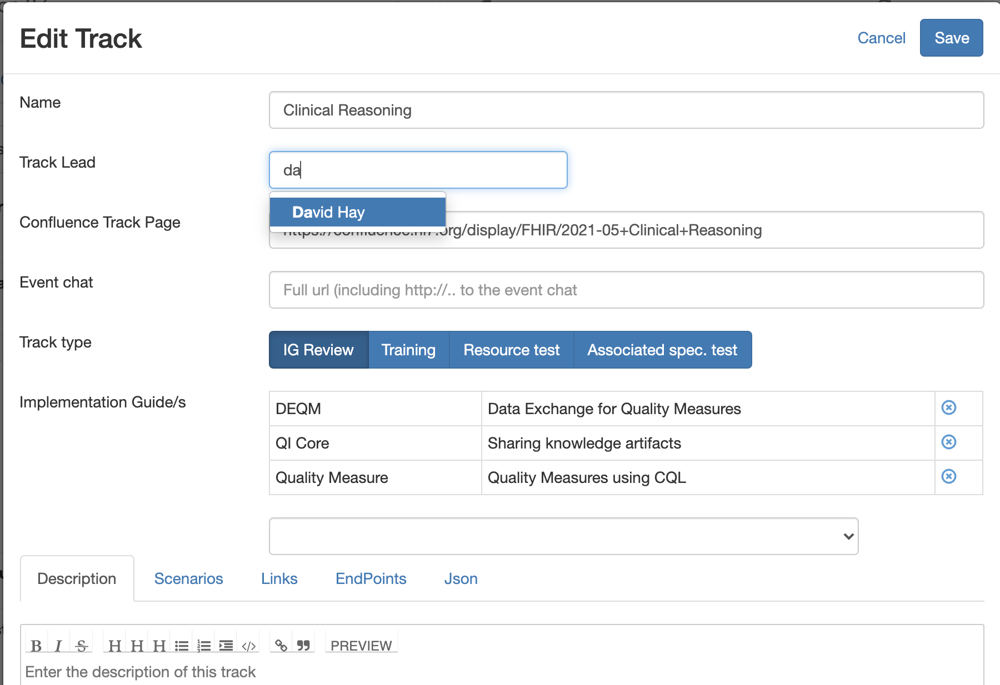 Edit Track
Cancel
Save
Name
Clinical Reasoning
Track Lead
da
David Hay
Confluence Track Page
https://confluence.hl7.org/display/FHIR/2021-05+Clinical+Reasoning
Event chat
Full url (including http://.. to the event chat
Track type
IG Review Training Resource test Associated spec. test
Implementation Guide/s
DEQM Data Exchange for Quality Measures
QI Core Sharing knowledge artifacts
Quality Measure Quality Measures using CQL
Description Scenarios Links EndPoints Json
B I S H H H </> PREVIEW
Enter the description of this track